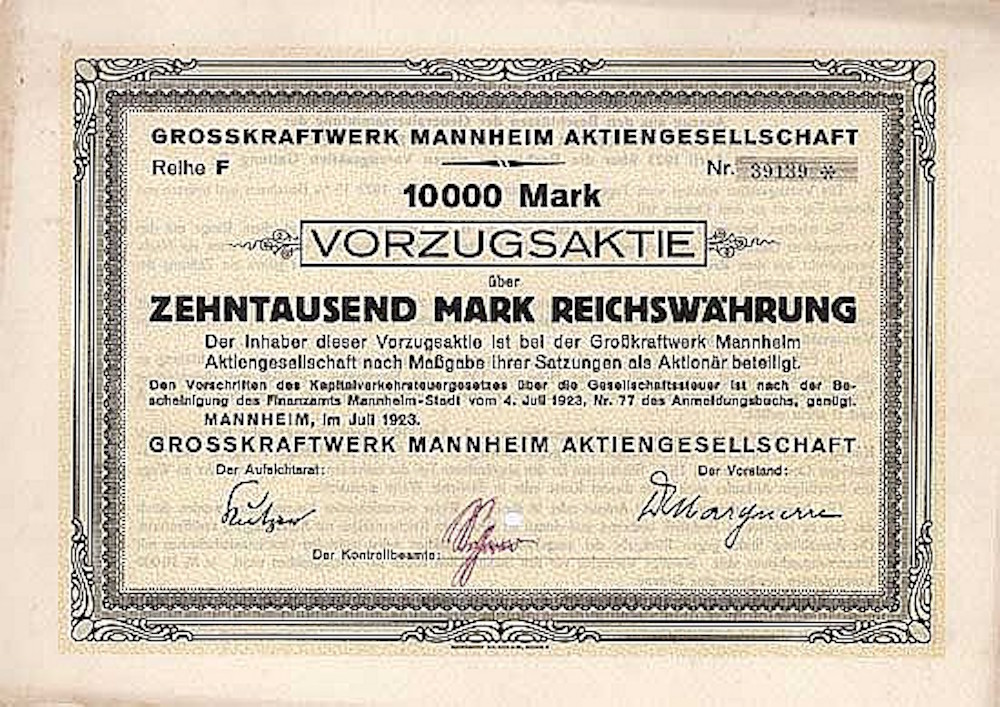 GROSSKRAFTWERK MANNHEIM AKTIENGESELLSCHAFT
Reihe F Nr. 39139 *
10000 Mark
VORZUGSAKTIE
über
ZEHNTAUSEND MARK REICHSWÄHRUNG
Der Inhaber dieser Vorzugsaktie ist bei der Großkraftwerk Mannheim
Aktiengesellschaft nach Maßgabe ihrer Satzungen als Aktionär beteiligt.
Den Vorschriften des Kapitalverkehrsteuergesetzes über die Gesellschaftssteuer ist nach der Be-
scheinigung des Finanzamts Mannheim-Stadt vom 4. Juli 1923, Nr. 77 des Anmeldungsbuchs, genügt.
MANNHEIM, im Juli 1923.
GROSSKRAFTWERK MANNHEIM AKTIENGESELLSCHAFT
Der Aufsichtsrat: Der Vorstand:
Der Kontrollbeamte: